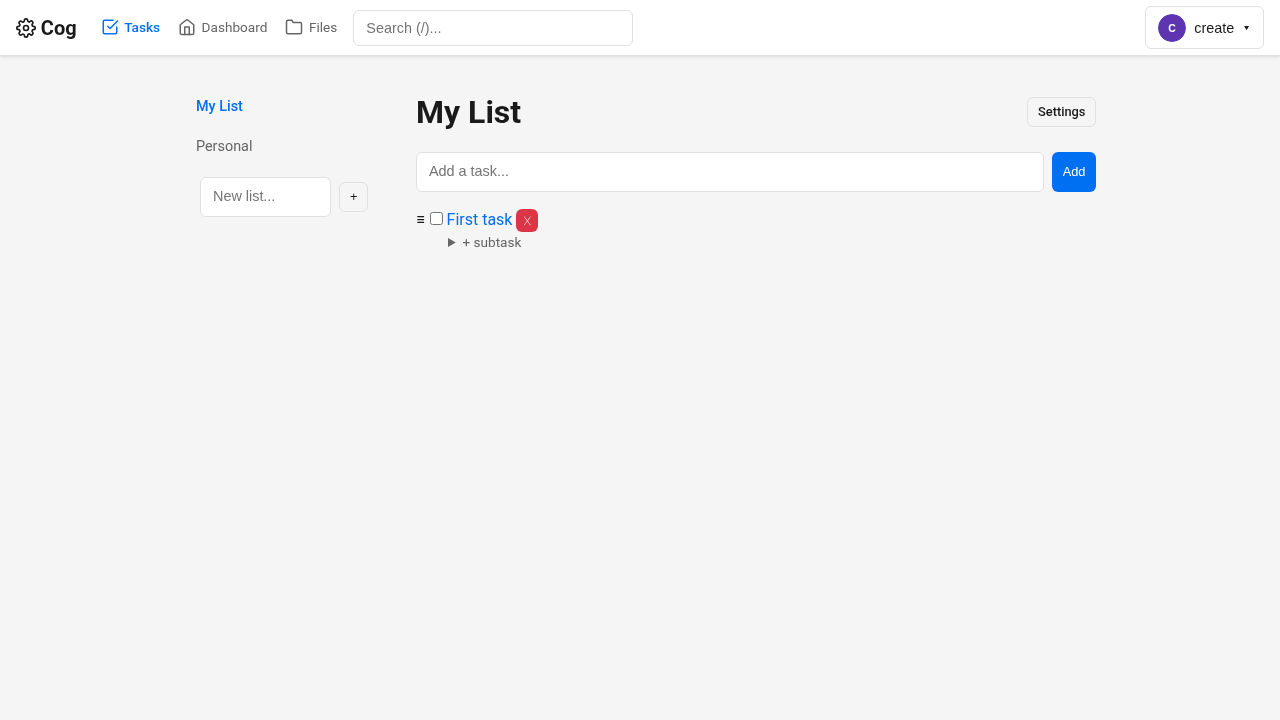 Cog
Tasks
Dashboard
Files
Search (/)...
C
create
My List
Personal
New list...
+
My List
Settings
Add a task...
Add
First task
X
+ subtask